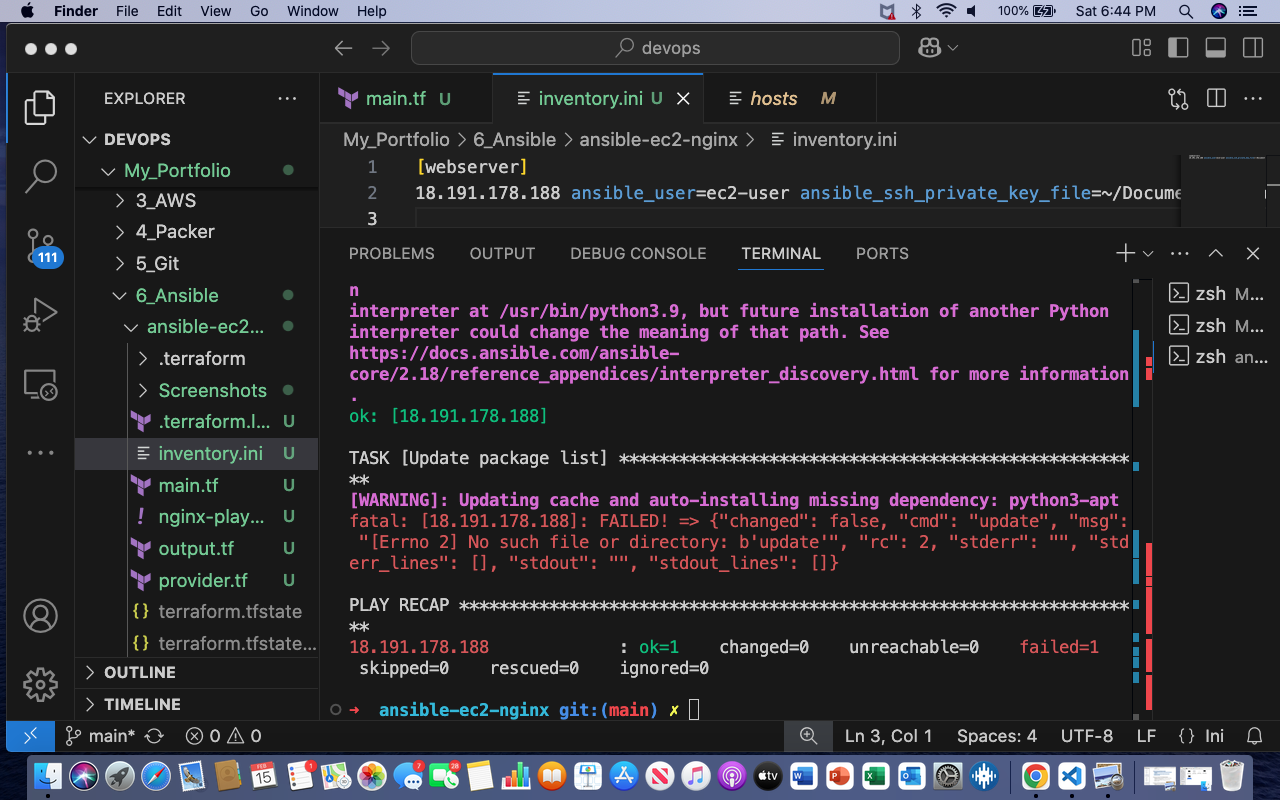 Finder File Edit View Go Window Help 100% Sat 6:44 PM
devops
EXPLORER
main.tf U
inventory.ini U
hosts M
DEVOPS
My_Portfolio
3_AWS
4_Packer
5_Git
6_Ansible
ansible-ec2...
.terraform
Screenshots
.terraform.l... U
inventory.ini U
main.tf U
nginx-play... U
output.tf U
provider.tf U
terraform.tfstate
terraform.tfstate...
OUTLINE
TIMELINE
111
My_Portfolio > 6_Ansible > ansible-ec2-nginx > inventory.ini
1 [webserver]
2 18.191.178.188 ansible_user=ec2-user ansible_ssh_private_key_file=~/Docume
3
PROBLEMS OUTPUT DEBUG CONSOLE TERMINAL PORTS
n
interpreter at /usr/bin/python3.9, but future installation of another Python
interpreter could change the meaning of that path. See
https://docs.ansible.com/ansible-
core/2.18/reference_appendices/interpreter_discovery.html for more information
.
ok: [18.191.178.188]
TASK [Update package list] **************************************************
**
[WARNING]: Updating cache and auto-installing missing dependency: python3-apt
fatal: [18.191.178.188]: FAILED! => {"changed": false, "cmd": "update", "msg":
"[Errno 2] No such file or directory: b'update'", "rc": 2, "stderr": "", "std
err_lines": [], "stdout": "", "stdout_lines": []}
PLAY RECAP ******************************************************************
**
18.191.178.188 : ok=1 changed=0 unreachable=0 failed=1
skipped=0 rescued=0 ignored=0
ansible-ec2-nginx git:(main) ✗
zsh M...
zsh M...
zsh an...
main* 0 0 Ln 3, Col 1 Spaces: 4 UTF-8 LF {} Ini
FEB
15
1
7
28
tv